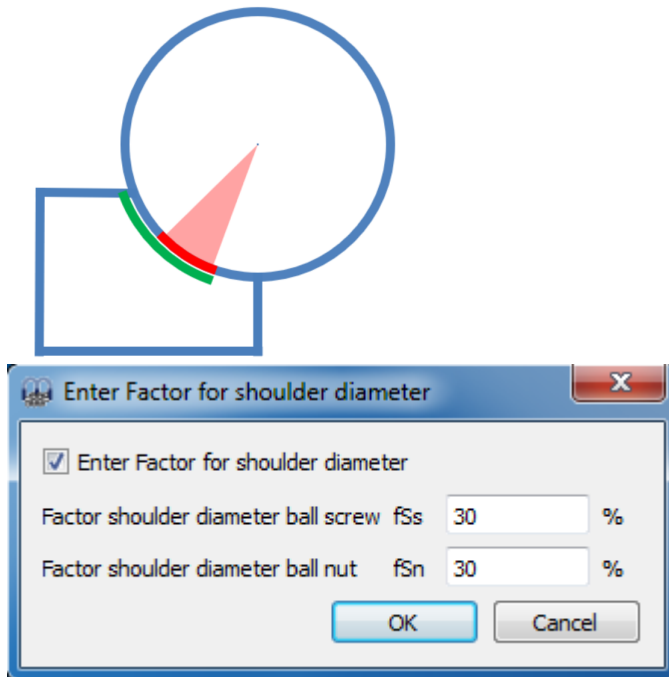 Enter Factor for shoulder diameter
Enter Factor for shoulder diameter
Factor shoulder diameter ball screw fSs 30 %
Factor shoulder diameter ball nut fSn 30 %
OK Cancel